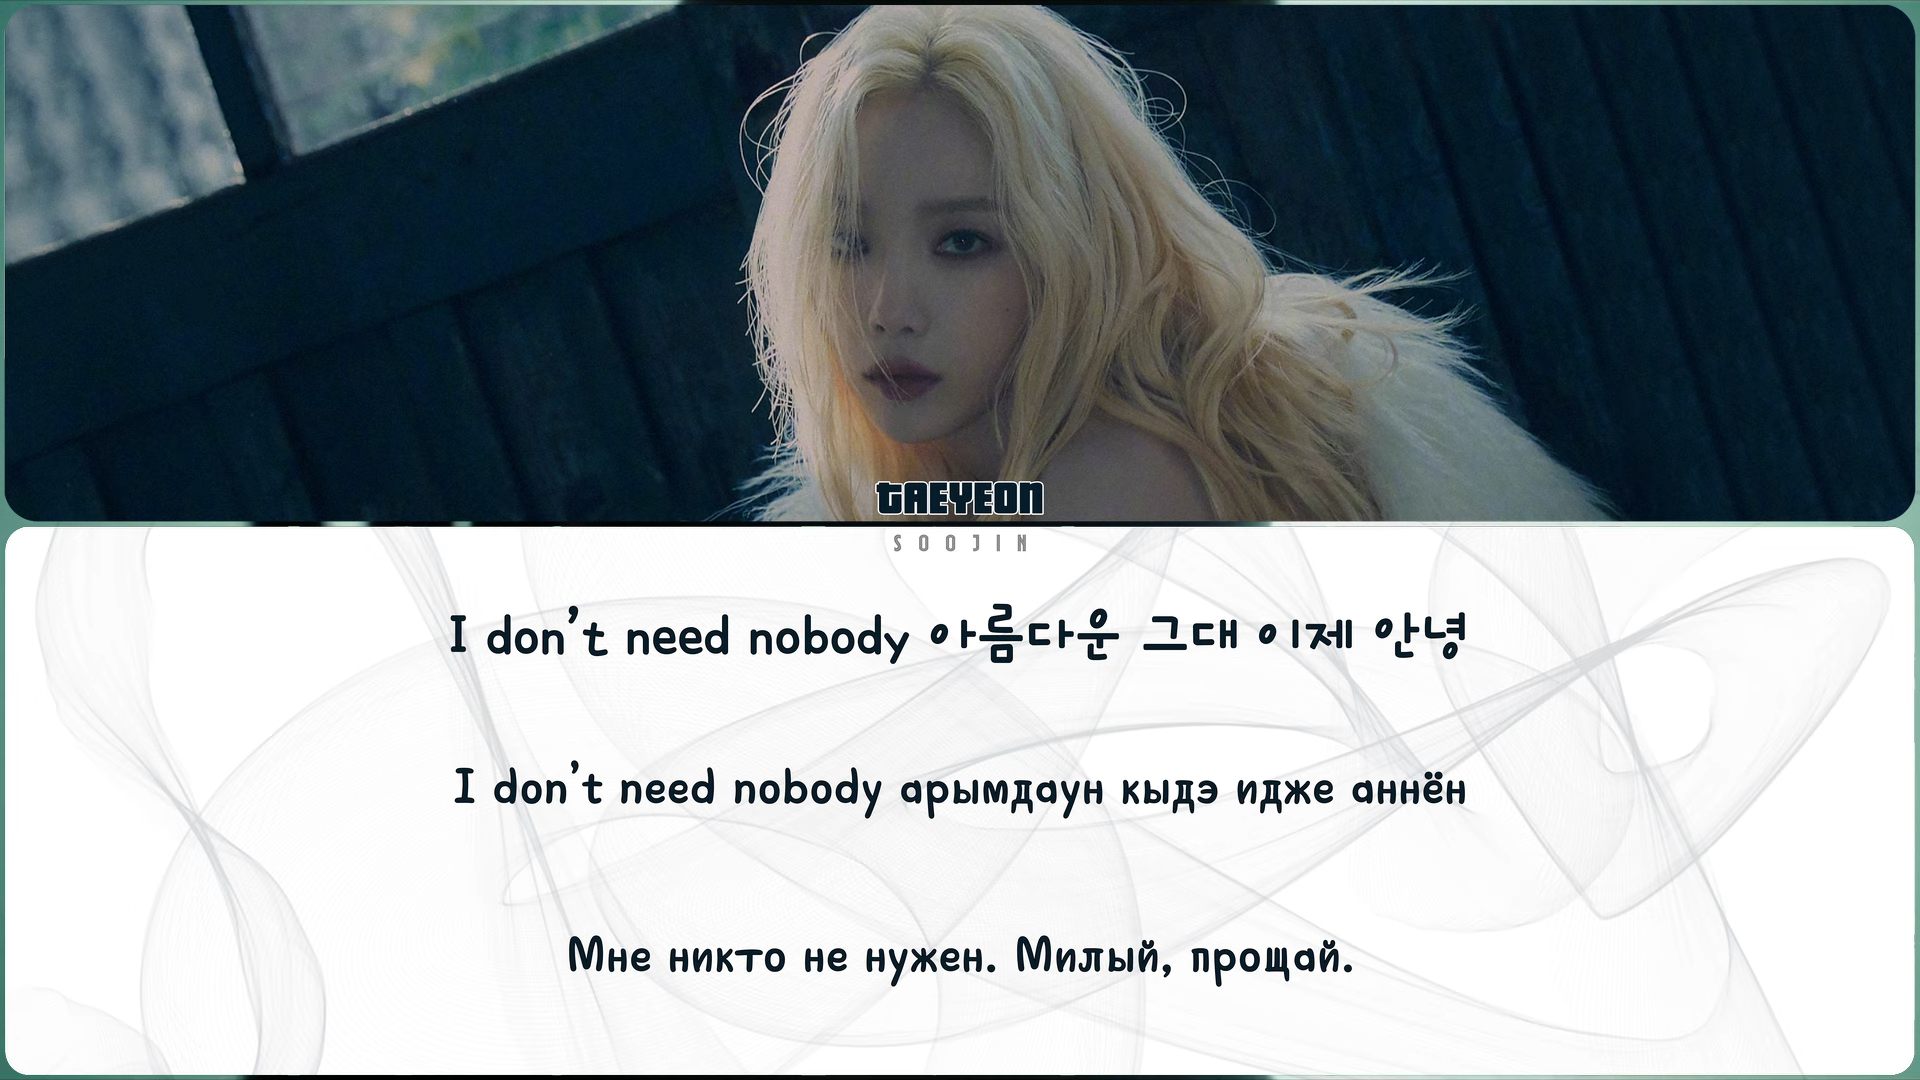 TAEYEON
SOOJIN
I don't need nobody 아름다운 그대 이제 안녕
I don't need nobody арымдаун кыдэ идже аннён
Мне никто не нужен. Милый, прощай.